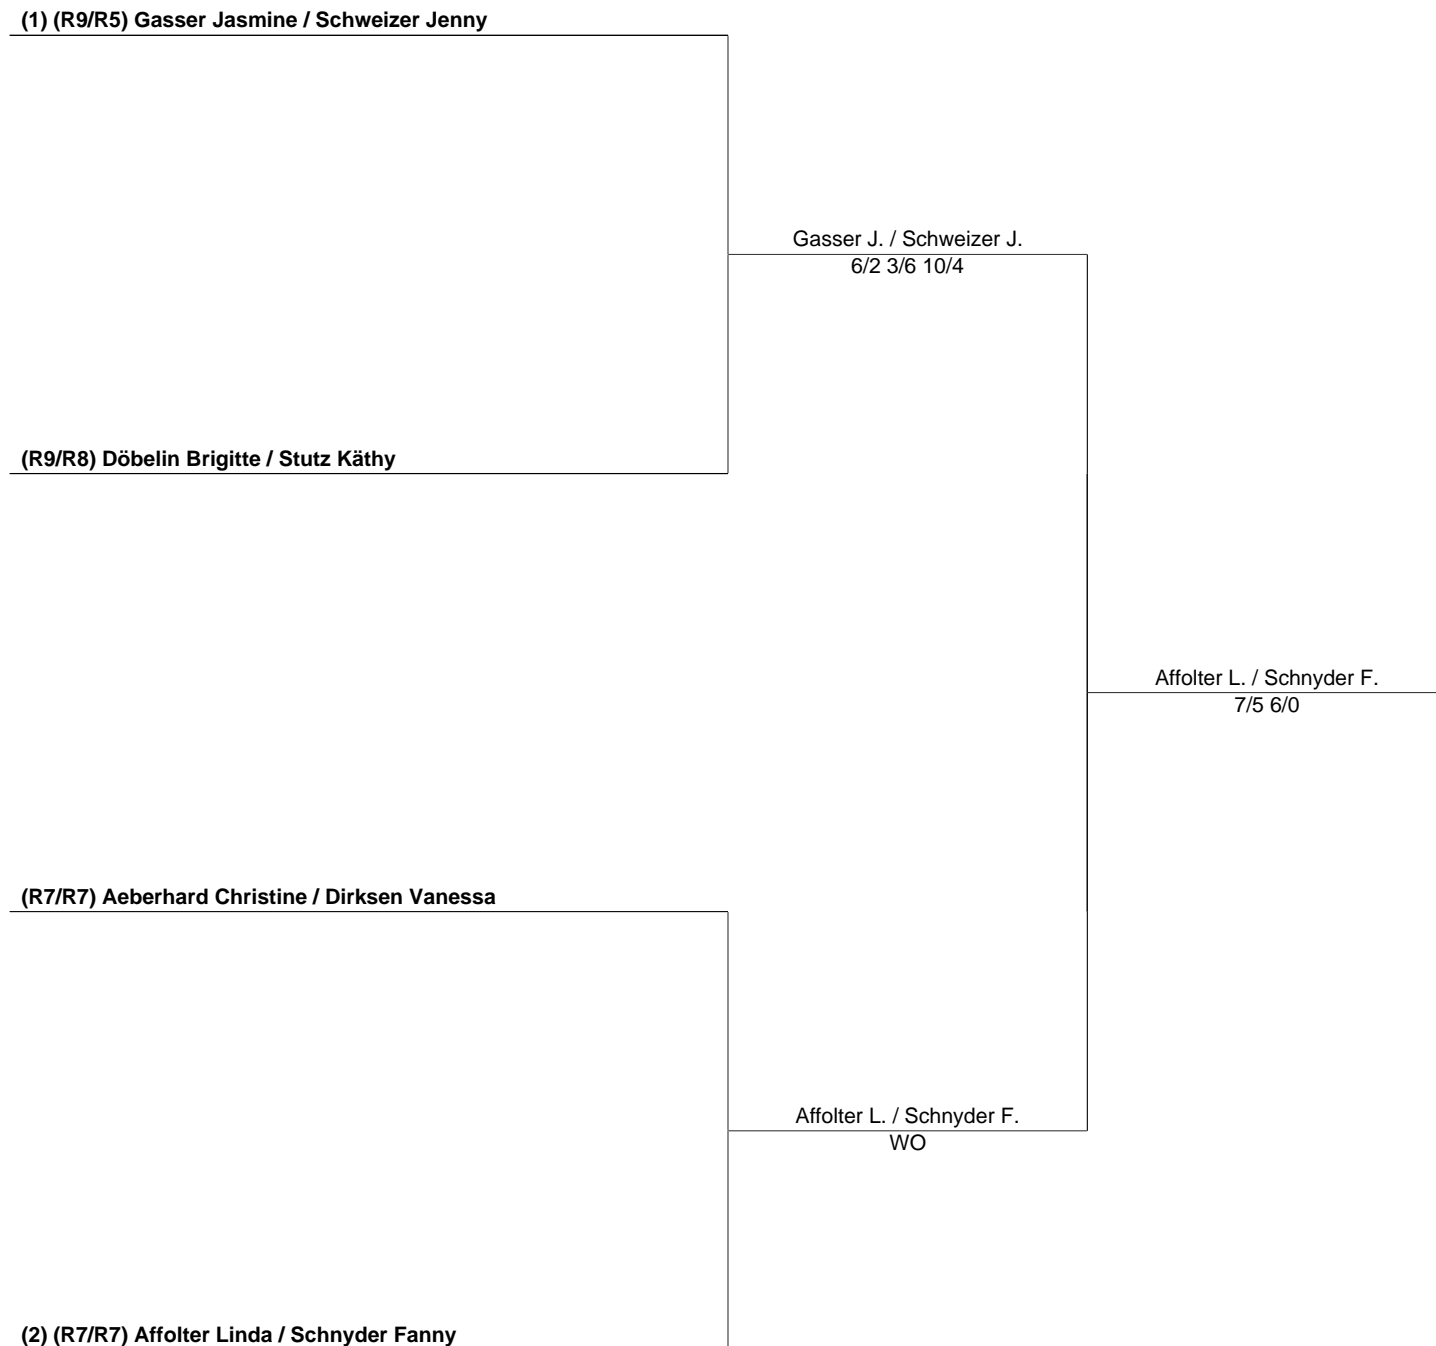 (1) (R9/R5) Gasser Jasmine / Schweizer Jenny
Gasser J. / Schweizer J.
6/2 3/6 10/4
(R9/R8) Döbelin Brigitte / Stutz Käthy
Affolter L. / Schnyder F.
7/5 6/0
(R7/R7) Aeberhard Christine / Dirksen Vanessa
Affolter L. / Schnyder F.
WO
(2) (R7/R7) Affolter Linda / Schnyder Fanny